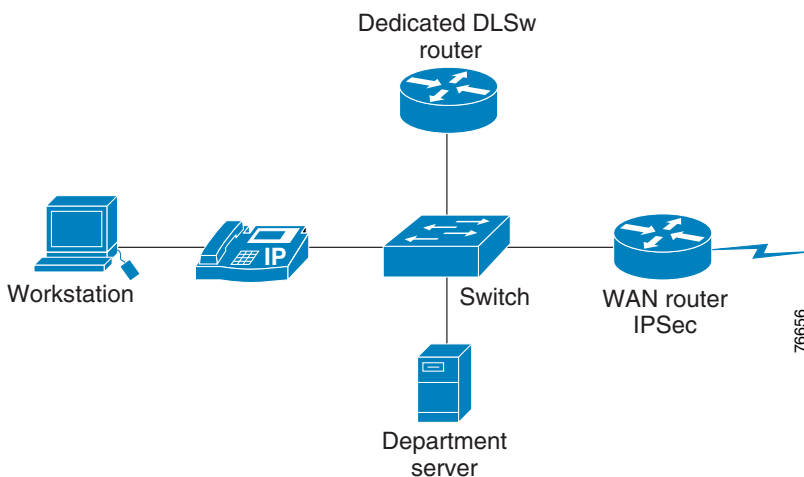 Dedicated DLSw
router
IP
Workstation
Switch
WAN router
IPSec
76656
Department
server